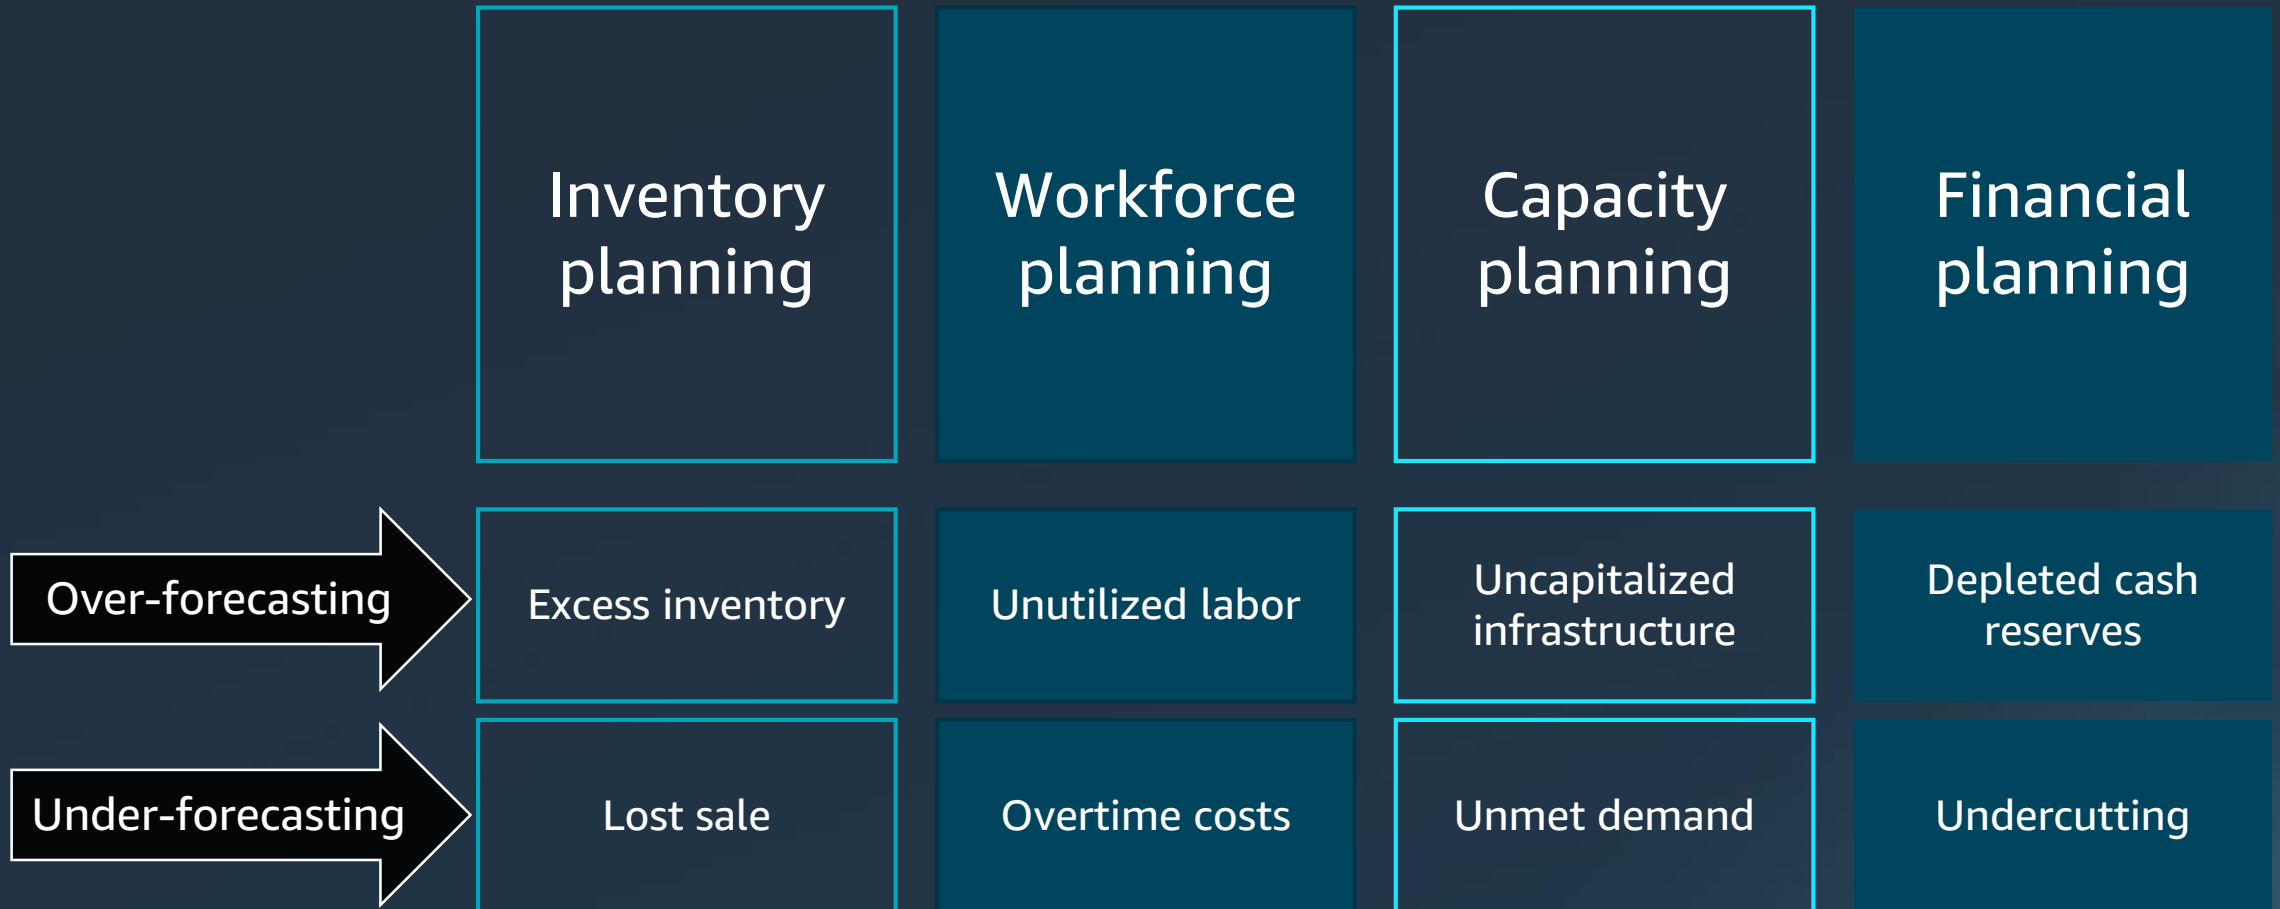 Inventory
planning
Workforce
planning
Capacity
planning
Financial
planning
Over-forecasting
Excess inventory
Unutilized labor
Uncapitalized
infrastructure
Depleted cash
reserves
Under-forecasting
Lost sale
Overtime costs
Unmet demand
Undercutting